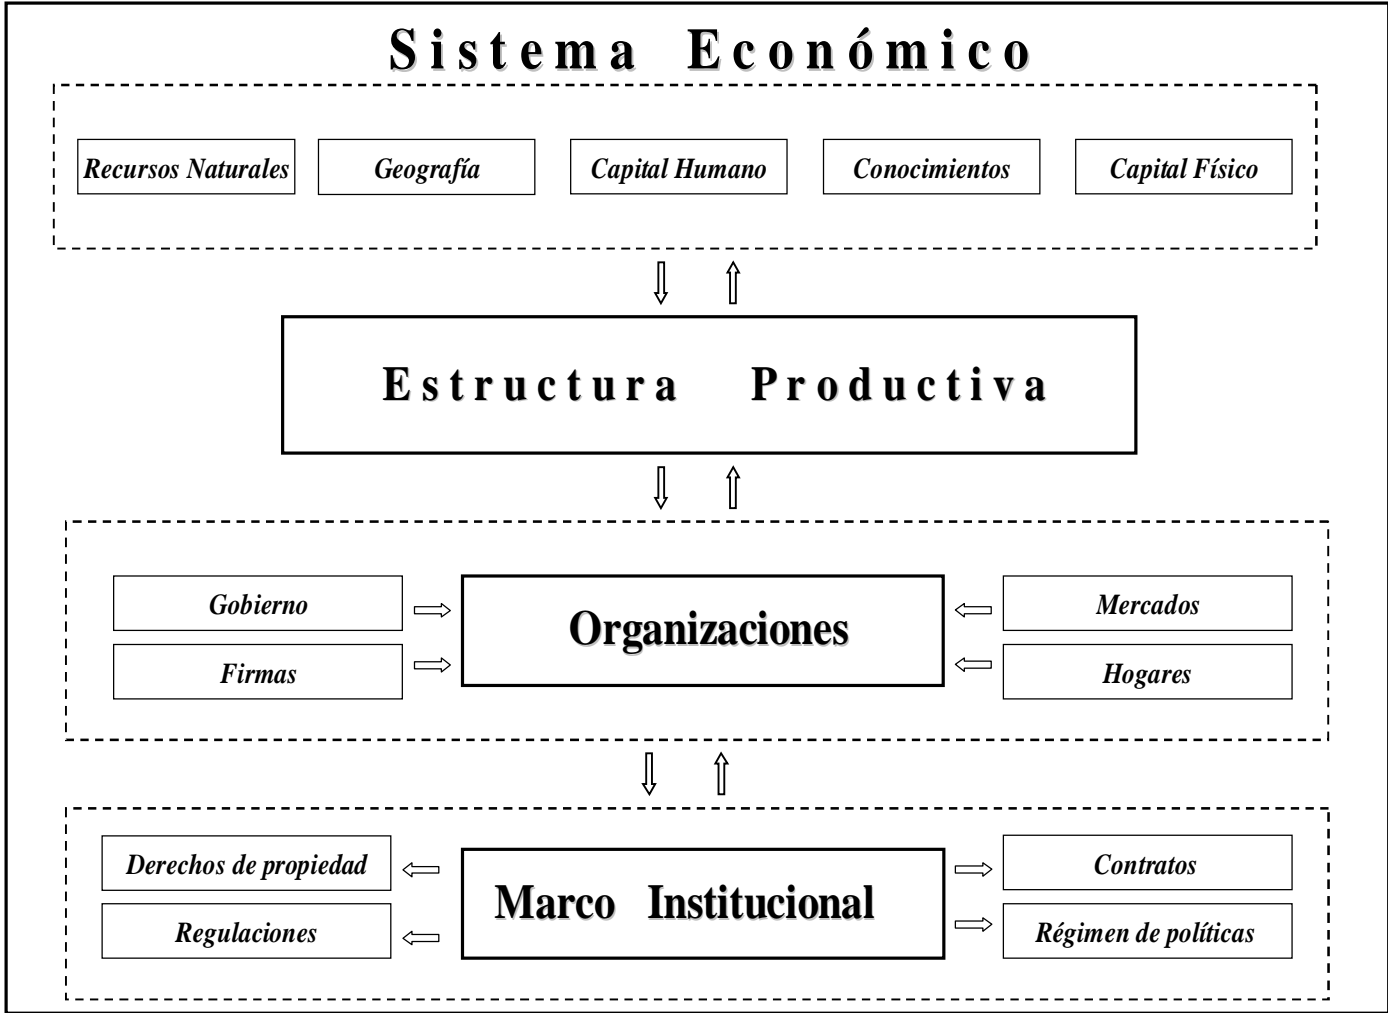 Sistema Económico
Recursos Naturales
Geografía
Capital Humano
Conocimientos
Capital Físico
Estructura Productiva
Gobierno
Organizaciones
Mercados
Firmas
Hogares
Derechos de propiedad
Marco Institucional
Contratos
Regulaciones
Régimen de políticas